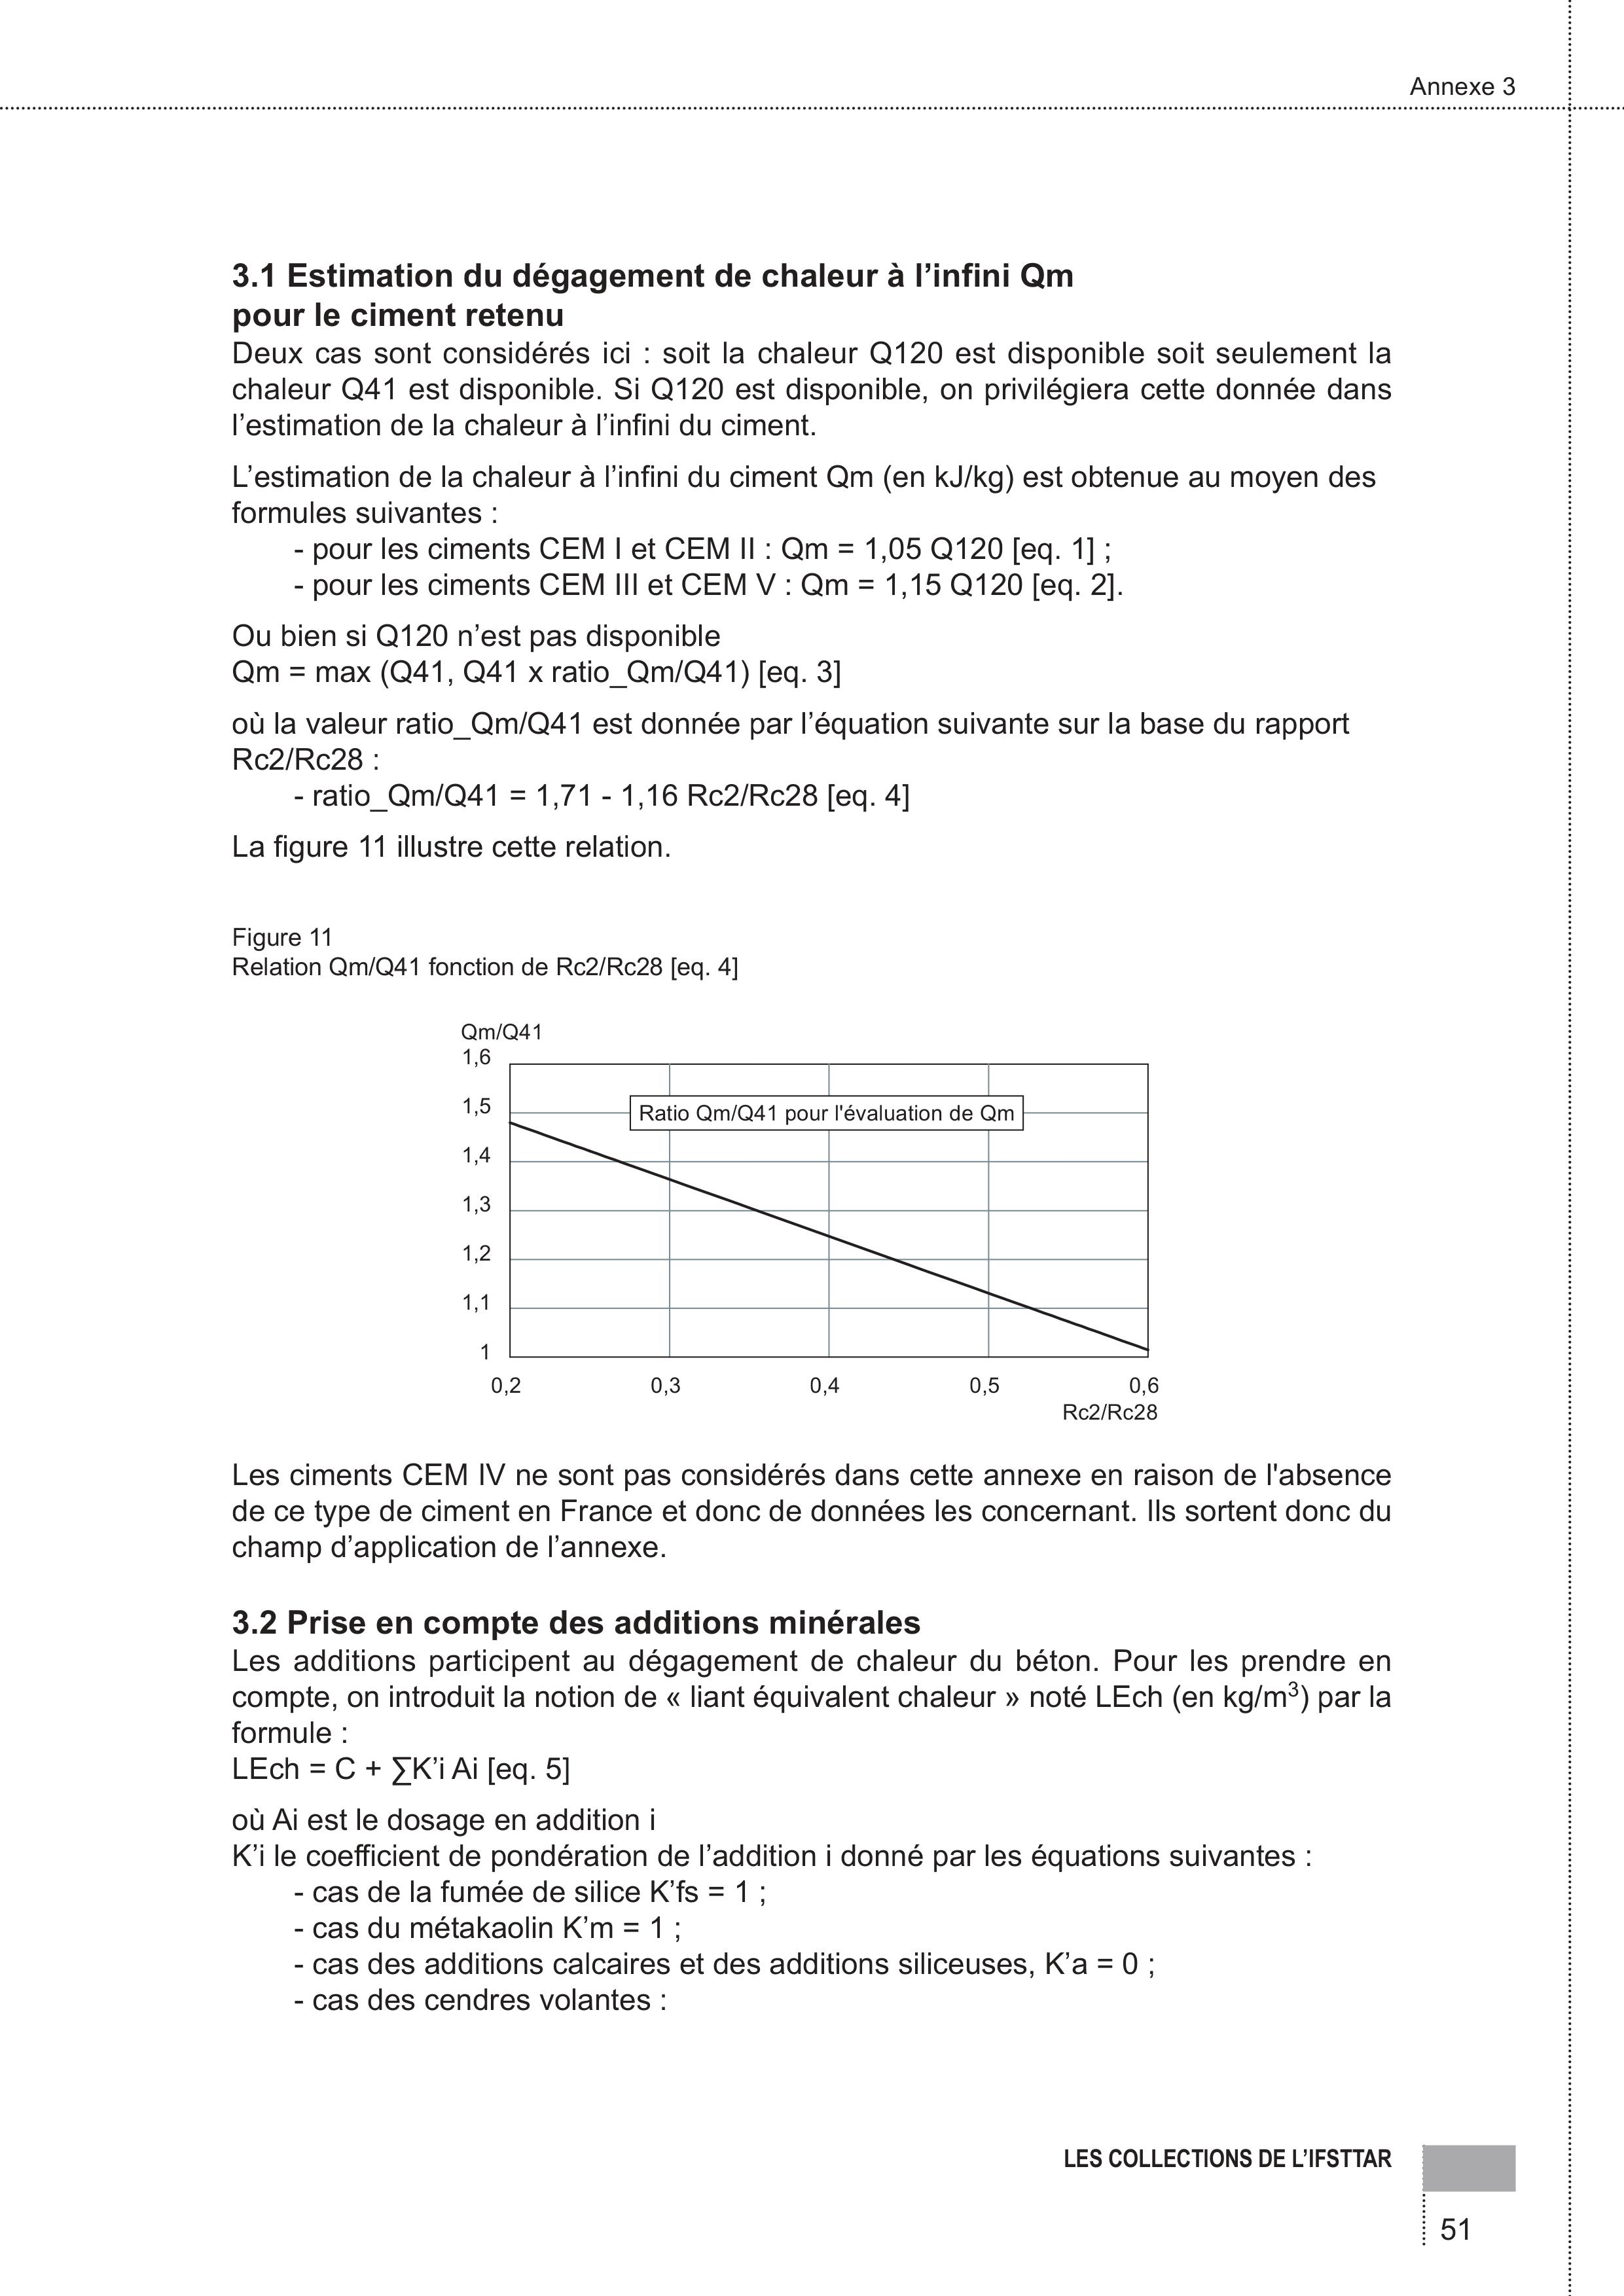 Annexe 3
3.1 Estimation du dégagement de chaleur à l’infini Qm
pour le ciment retenu
Deux cas sont considérés ici : soit la chaleur Q120 est disponible soit seulement la
chaleur Q41 est disponible. Si Q120 est disponible, on privilégiera cette donnée dans
l’estimation de la chaleur à l’infini du ciment.
L’estimation de la chaleur à l’infini du ciment Qm (en kJ/kg) est obtenue au moyen des
formules suivantes :
- pour les ciments CEM I et CEM II : Qm = 1,05 Q120 [eq. 1] ;
- pour les ciments CEM III et CEM V : Qm = 1,15 Q120 [eq. 2].
Ou bien si Q120 n’est pas disponible
Qm = max (Q41, Q41 x ratio_Qm/Q41) [eq. 3]
où la valeur ratio_Qm/Q41 est donnée par l’équation suivante sur la base du rapport
Rc2/Rc28 :
- ratio_Qm/Q41 = 1,71 - 1,16 Rc2/Rc28 [eq. 4]
La figure 11 illustre cette relation.
Figure 11
Relation Qm/Q41 fonction de Rc2/Rc28 [eq. 4]
Qm/Q41
1,6
1,5
Ratio Qm/Q41 pour l'évaluation de Qm
1,4
1,3
1,2
1,1
1
0,2 0,3 0,4 0,5 0,6
Rc2/Rc28
Les ciments CEM IV ne sont pas considérés dans cette annexe en raison de l'absence
de ce type de ciment en France et donc de données les concernant. Ils sortent donc du
champ d’application de l’annexe.
3.2 Prise en compte des additions minérales
Les additions participent au dégagement de chaleur du béton. Pour les prendre en
compte, on introduit la notion de « liant équivalent chaleur » noté LEch (en kg/m³) par la
formule :
LEch = C + ∑K’i Ai [eq. 5]
où Ai est le dosage en addition i
K’i le coefficient de pondération de l’addition i donné par les équations suivantes :
- cas de la fumée de silice K’fs = 1 ;
- cas du métakaolin K’m = 1 ;
- cas des additions calcaires et des additions siliceuses, K’a = 0 ;
- cas des cendres volantes :
LES COLLECTIONS DE L’IFSTTAR
51